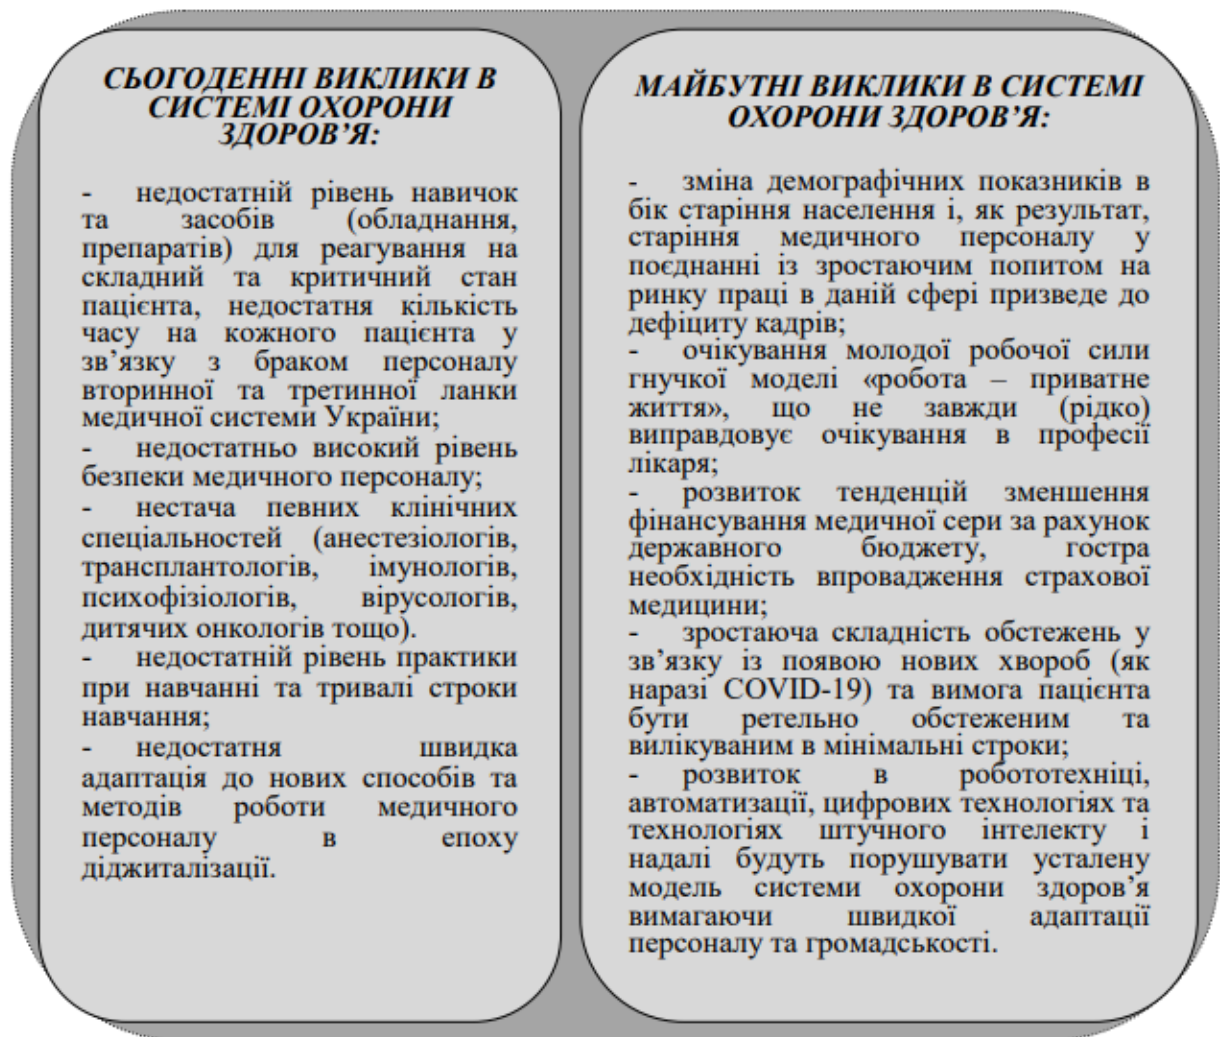 СЬОГОДЕННІ ВИКЛИКИ В
СИСТЕМІ ОХОРОНИ
ЗДОРОВ’Я:
- недостатній рівень навичок
та засобів (обладнання,
препаратів) для реагування на
складний та критичний стан
пацієнта, недостатня кількість
часу на кожного пацієнта у
зв’язку з браком персоналу
вторинної та третинної ланки
медичної системи України;
- недостатньо високий рівень
безпеки медичного персоналу;
- нестача певних клінічних
спеціальностей (анестезіологів,
трансплантологів, імунологів,
психофізіологів, вірусологів,
дитячих онкологів тощо).
- недостатній рівень практики
при навчанні та тривалі строки
навчання;
- недостатня швидка
адаптація до нових способів та
методів роботи медичного
персоналу в епоху
діджиталізації.
МАЙБУТНІ ВИКЛИКИ В СИСТЕМІ
ОХОРОНИ ЗДОРОВ’Я:
- зміна демографічних показників в
бік старіння населення і, як результат,
старіння медичного персоналу у
поєднанні із зростаючим попитом на
ринку праці в даній сфері призведе до
дефіциту кадрів;
- очікування молодої робочої сили
гнучкої моделі «робота – приватне
життя», що не завжди (рідко)
виправдовує очікування в професії
лікаря;
- розвиток тенденцій зменшення
фінансування медичної сери за рахунок
державного бюджету, гостра
необхідність впровадження страхової
медицини;
- зростаюча складність обстежень у
зв’язку із появою нових хвороб (як
наразі COVID-19) та вимога пацієнта
бути ретельно обстеженим та
вилікуваним в мінімальні строки;
- розвиток в робототехніці,
автоматизації, цифрових технологіях та
технологіях штучного інтелекту і
надалі будуть порушувати усталену
модель системи охорони здоров’я
вимагаючи швидкої адаптації
персоналу та громадськості.